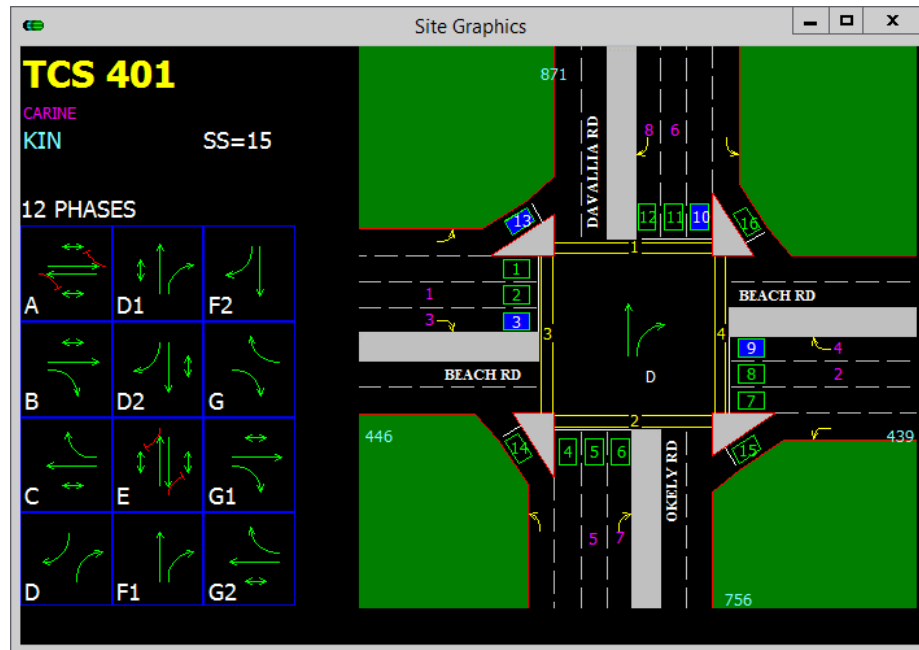 Site Graphics
TCS 401
CARINE
KIN SS=15
12 PHASES
A D1 F2
B D2 G
C E G1
D F1 G2
871
DAVALLIA RD
8 6
13 12 11 10 16
1
1
2
3
1
3
3
BEACH RD
BEACH RD
4
9
8
7
4
2
D
2
446
439
14 4 5 6 15
OKELY RD
5 7
756